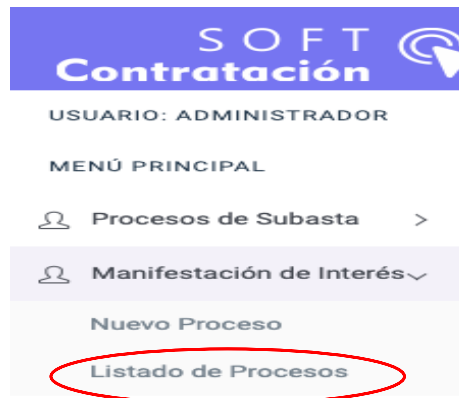 SOFT
Contratación
USUARIO: ADMINISTRADOR
MENÚ PRINCIPAL
Procesos de Subasta >
Manifestación de Interés
Nuevo Proceso
Listado de Procesos